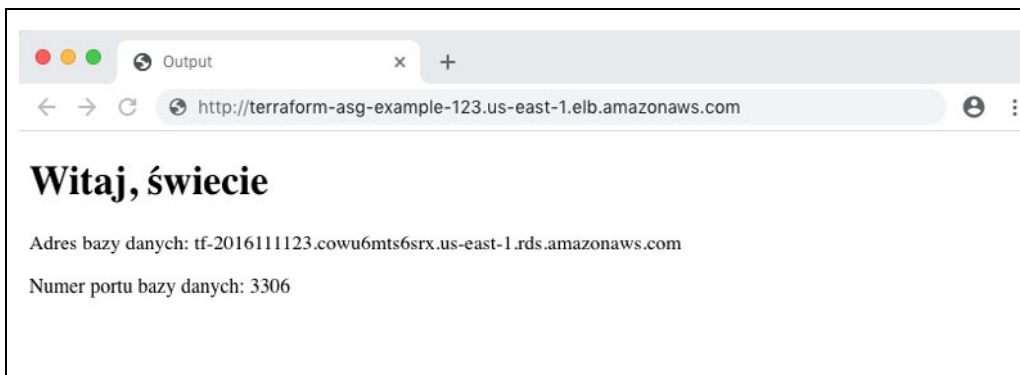 Output
http://terraform-asg-example-123.us-east-1.elb.amazonaws.com
Witaj, świecie
Adres bazy danych: tf-2016111123.cowu6mts6srx.us-east-1.rds.amazonaws.com
Numer portu bazy danych: 3306